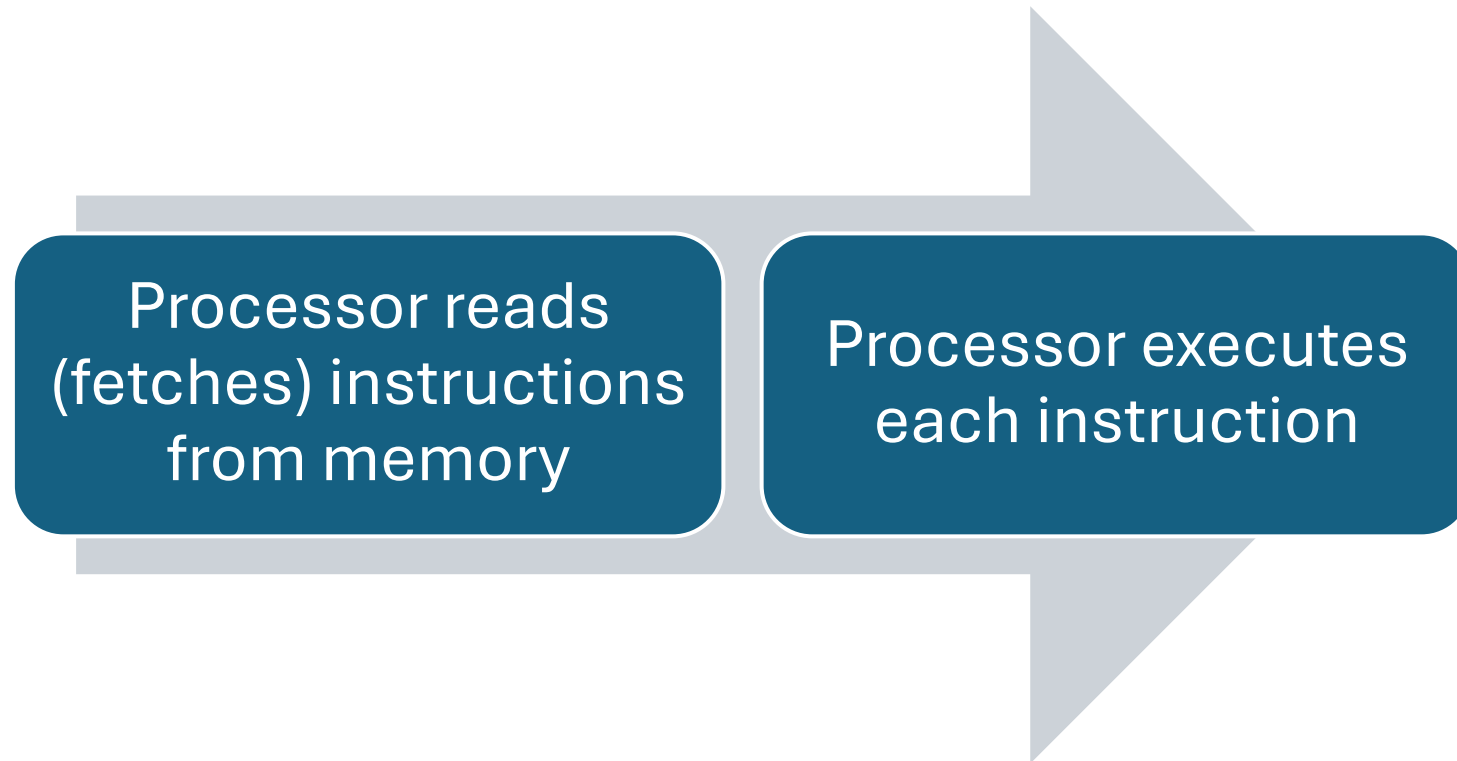 Processor reads
(fetches) instructions
from memory
Processor executes
each instruction